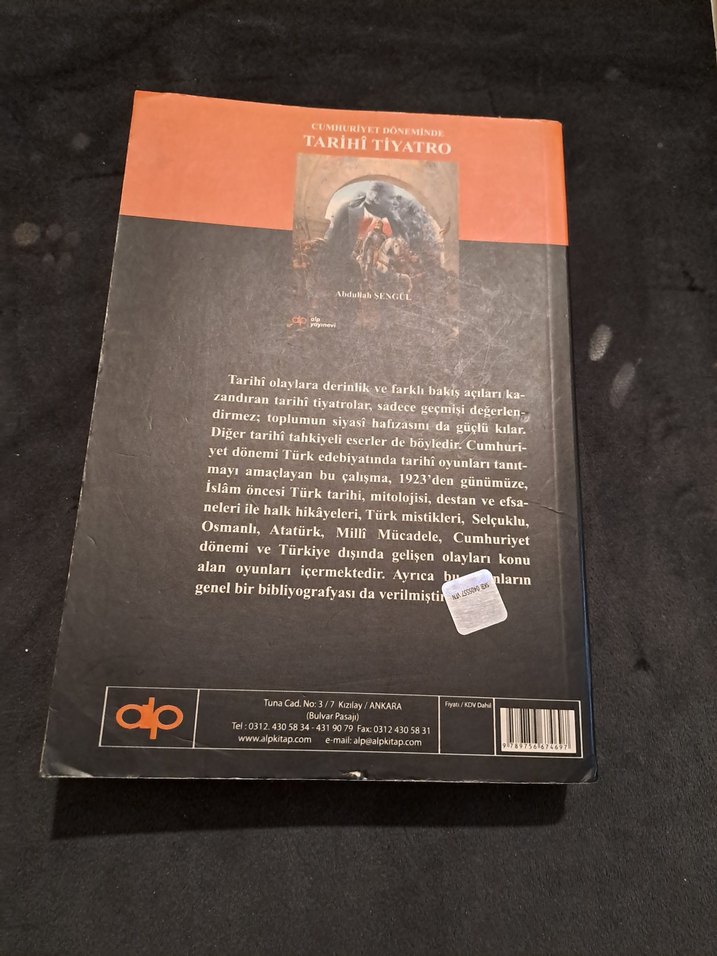 CUMHURİYET DÖNEMİNDE
TARİHÎ TİYATRO
Abdullah ŞENGÜL
alp
yayınevi
Tarihî olaylara derinlik ve farklı bakış açıları ka-
zandıran tarihî tiyatrolar, sadece geçmişi değerlen-
dirmez; toplumun siyasî hafızasını da güçlü kılar.
Diğer tarihî tahkiyeli eserler de böyledir. Cumhuri-
yet dönemi Türk edebiyatında tarihî oyunları tanıt-
mayı amaçlayan bu çalışma, 1923'den günümüze,
İslâm öncesi Türk tarihi, mitolojisi, destan ve efsa-
neleri ile halk hikâyeleri, Türk mistikleri, Selçuklu,
Osmanlı, Atatürk, Millî Mücadele, Cumhuriyet
dönemi ve Türkiye dışında gelişen olayları konu
alan oyunları içermektedir. Ayrıca bu
genel bir bibliyografyası da
alp
Tuna Cad. No: 3 / 7 Kızılay / ANKARA
(Bulvar Pasajı)
Tel : 0312. 430 58 34 - 431 90 79 Fax: 0312 430 58 31
www.alpkitap.com e-mail: alp@alpkitap.com
Fiyatı / KDV Dahil
9789756674697